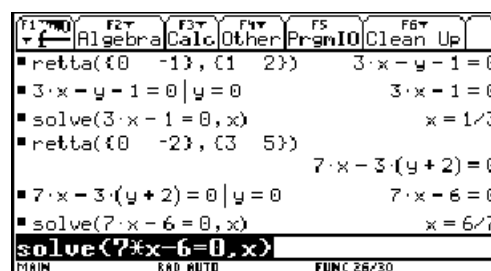 F1 F2 F3 F4 F5 F6
Algebra Calc Other PrgmIO Clean Up
▪retta({0 -1},{1 2}) 3·x-y-1=0
▪3·x-y-1=0|y=0 3·x-1=0
▪solve(3·x-1=0,x) x=1/3
▪retta({0 -2},{3 5})
7·x-3·(y+2)=0
▪7·x-3·(y+2)=0|y=0 7·x-6=0
▪solve(7·x-6=0,x) x=6/7
solve(7*x-6=0,x)
MAIN RAD AUTO FUNC 26/30